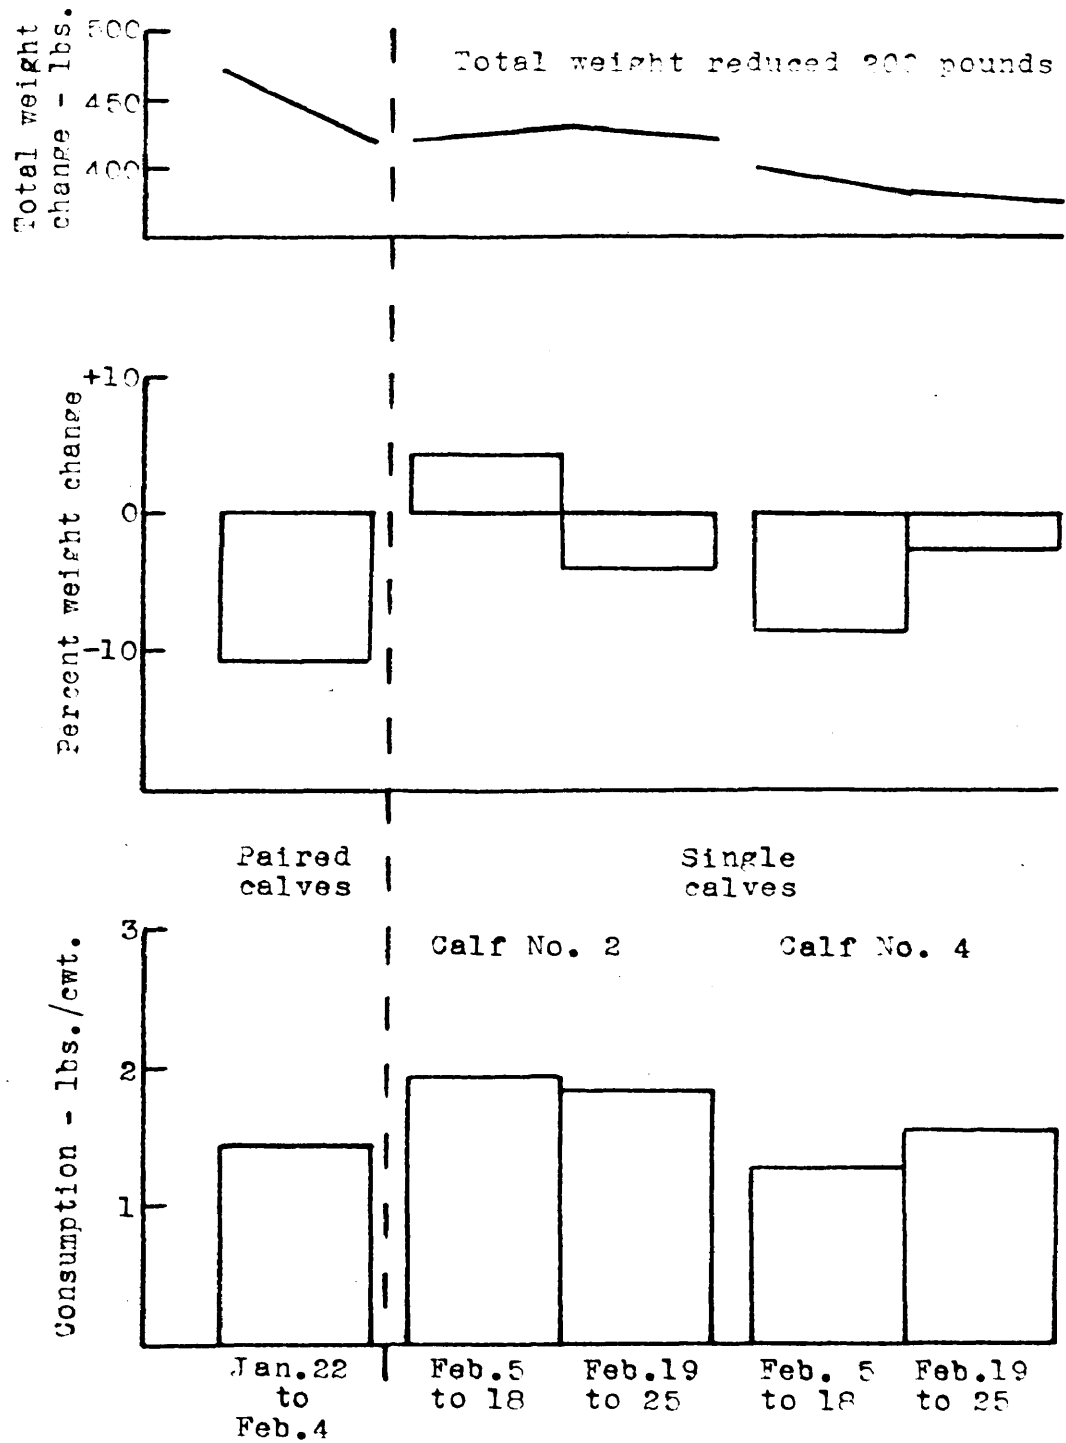 Total weight
change - lbs.
500
450
400
Total weight reduced pounds
Percent weight change
+10
0
-10
Paired
calves
Single
calves
Calf No. 2
Calf No. 4
Consumption - lbs./cwt.
3
2
1
Jan.22
to
Feb.4
Feb.5
to 18
Feb.19
to 25
Feb. 5
to 18
Feb.19
to 25